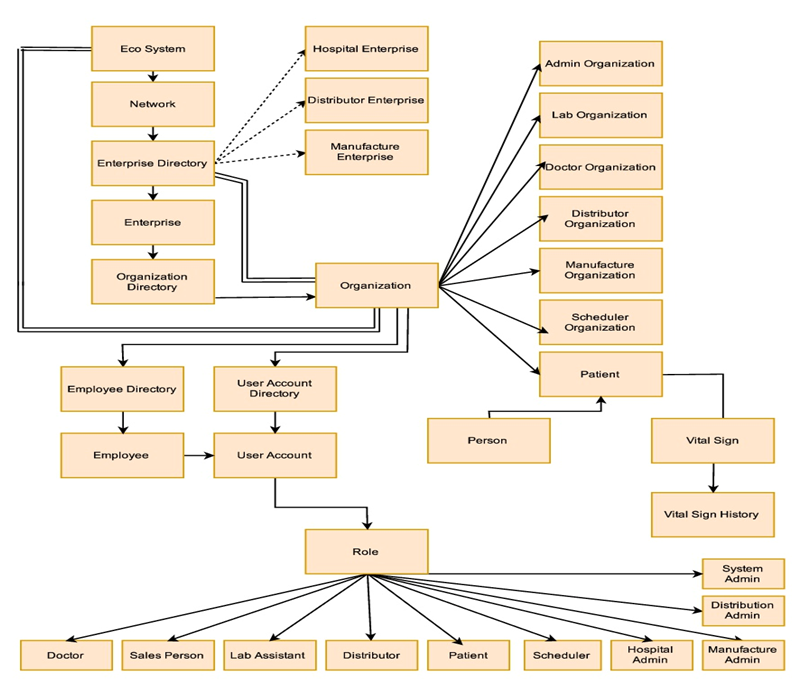 Eco System
Network
Enterprise Directory
Enterprise
Organization
Directory
Hospital Enterprise
Distributor Enterprise
Manufacture
Enterprise
Organization
Admin Organization
Lab Organization
Doctor Organization
Distributor
Organization
Manufacture
Organization
Scheduler
Organization
Patient
Employee Directory
User Account
Directory
Employee
User Account
Person
Vital Sign
Vital Sign History
Role
System
Admin
Distribution
Admin
Doctor
Sales Person
Lab Assistant
Distributor
Patient
Scheduler
Hospital
Admin
Manufacture
Admin